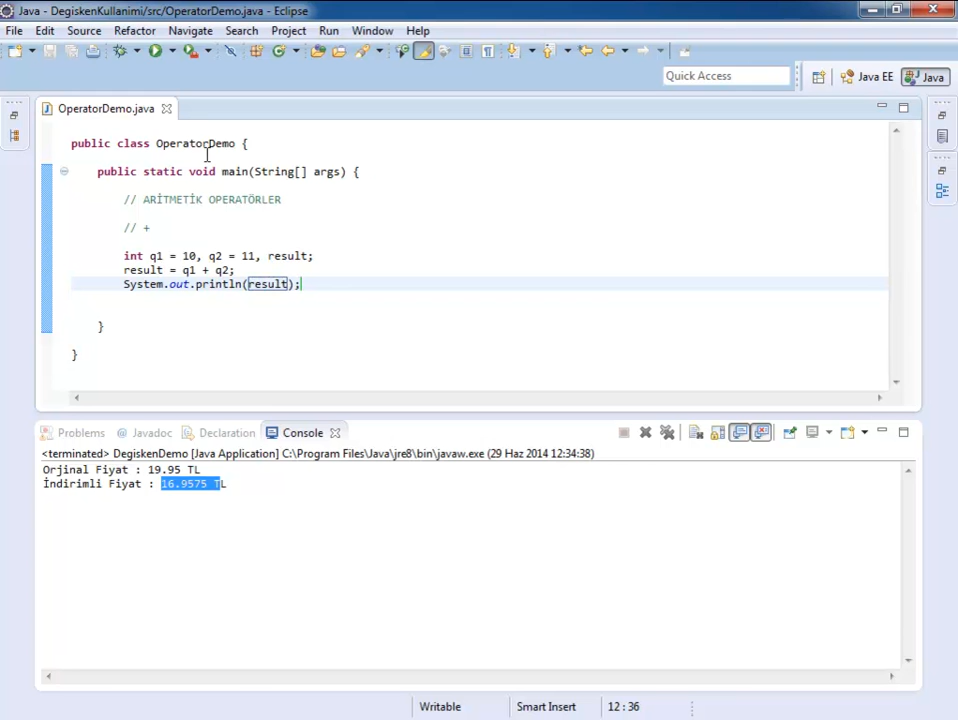 Java - DegiskenKullanimi/src/OperatorDemo.java - Eclipse
File Edit Source Refactor Navigate Search Project Run Window Help
Quick Access
Java EE
Java
OperatorDemo.java
public class OperatorDemo {
public static void main(String[] args) {
// ARİTMETİK OPERATÖRLER
// +
int q1 = 10, q2 = 11, result;
result = q1 + q2;
System.out.println(result);
}
}
Problems @ Javadoc Declaration Console
<terminated> DegiskenDemo [Java Application] C:\Program Files\Java\jre8\bin\javaw.exe (29 Haz 2014 12:34:38)
Orjinal Fiyat : 19.95 TL
İndirimli Fiyat : 16.9575 TL
Writable Smart Insert 12 : 36